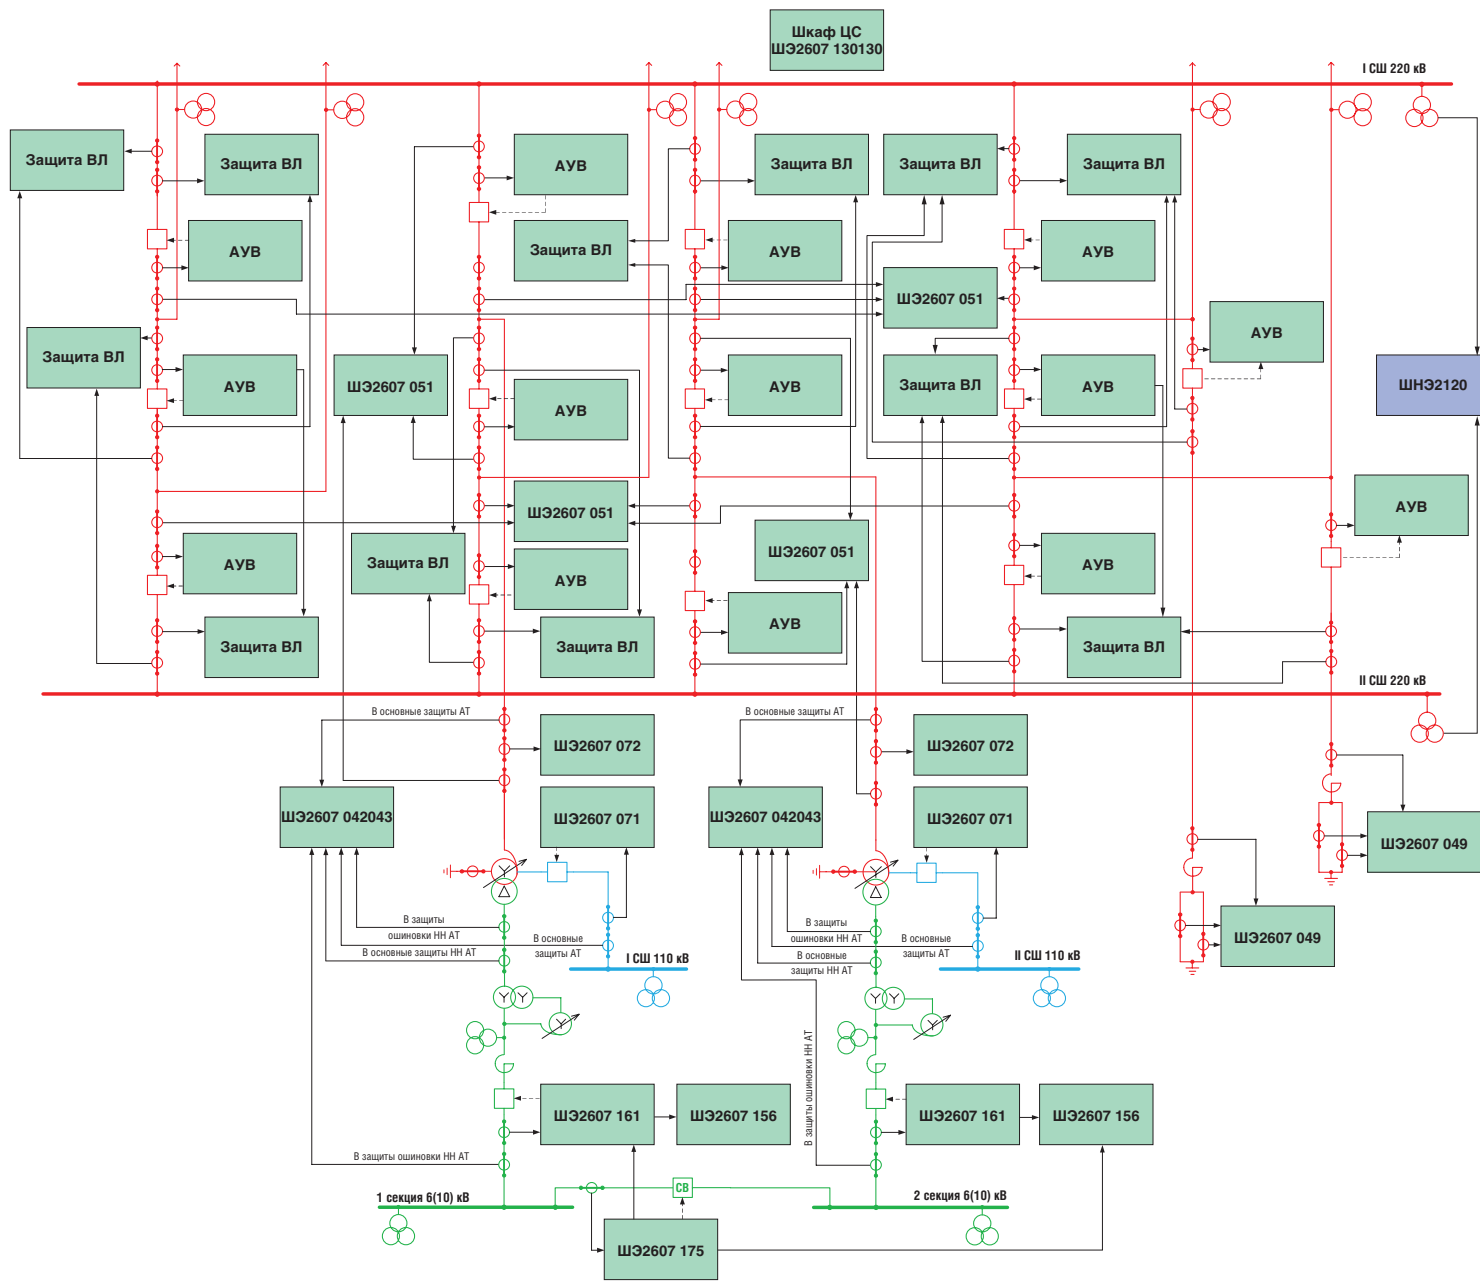 Шкаф ЦС
ШЭ2607 130130
I СШ 220 кВ
Защита ВЛ
Защита ВЛ
АУВ
Защита ВЛ
Защита ВЛ
Защита ВЛ
АУВ
Защита ВЛ
АУВ
АУВ
ШЭ2607 051
АУВ
Защита ВЛ
АУВ
ШЭ2607 051
АУВ
АУВ
Защита ВЛ
АУВ
АУВ
ШНЭ2120
ШЭ2607 051
АУВ
АУВ
Защита ВЛ
АУВ
ШЭ2607 051
АУВ
Защита ВЛ
Защита ВЛ
АУВ
Защита ВЛ
II СШ 220 кВ
В основные защиты АТ
В основные защиты АТ
ШЭ2607 072
ШЭ2607 072
ШЭ2607 042043
ШЭ2607 071
ШЭ2607 042043
ШЭ2607 071
ШЭ2607 049
В защиты
ошиновки НН АТ
В основные
защиты АТ
В основные защиты НН АТ
I СШ 110 кВ
В защиты
ошиновки НН АТ
В основные
защиты АТ
В основные
защиты НН АТ
II СШ 110 кВ
ШЭ2607 049
В защиты ошиновки НН АТ
ШЭ2607 161
ШЭ2607 156
ШЭ2607 161
ШЭ2607 156
В защиты ошиновки НН АТ
1 секция 6(10) кВ
СВ
2 секция 6(10) кВ
ШЭ2607 175